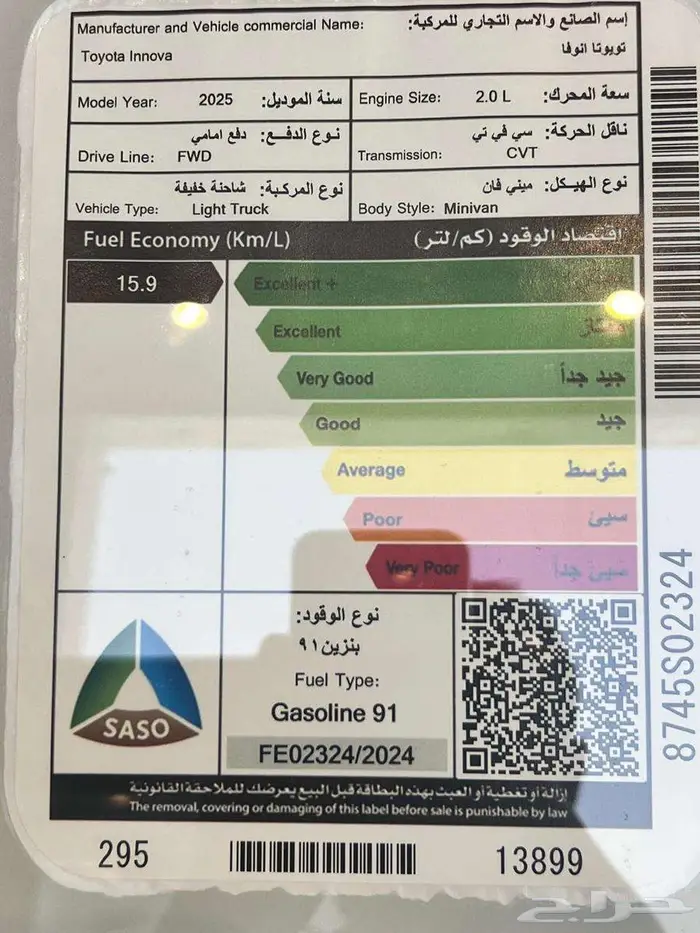 Manufacturer and Vehicle commercial Name: إسم الصانع والاسم التجاري للمركبة:
Toyota Innova تويوتا انوفا
Model Year: 2025 سنة الموديل:
Engine Size: 2.0 L سعة المحرك:
نوع الدفـــع: دفع امامي
Drive Line: FWD
ناقل الحركة: سي في تي
Transmission: CVT
نوع المركبة: شاحنة خفيفة
Vehicle Type: Light Truck
نوع الهيكل: ميني فان
Body Style: Minivan
Fuel Economy (Km/L) اقتصاد الوقود (كم/لتر)
15.9
Excellent +
Excellent ممتاز
Very Good جيد جداً
Good جيد
Average متوسط
Poor سيئ
Very Poor سيئ جداً
SASO
نوع الوقود:
بنزين ٩١
Fuel Type:
Gasoline 91
FE02324/2024
إزالة أو تغطية أو العبث بهذه البطاقة قبل البيع يعرضك للملاحقة القانونية
The removal, covering or damaging of this label before sale is punishable by law
295 13899
8745S02324
حراج